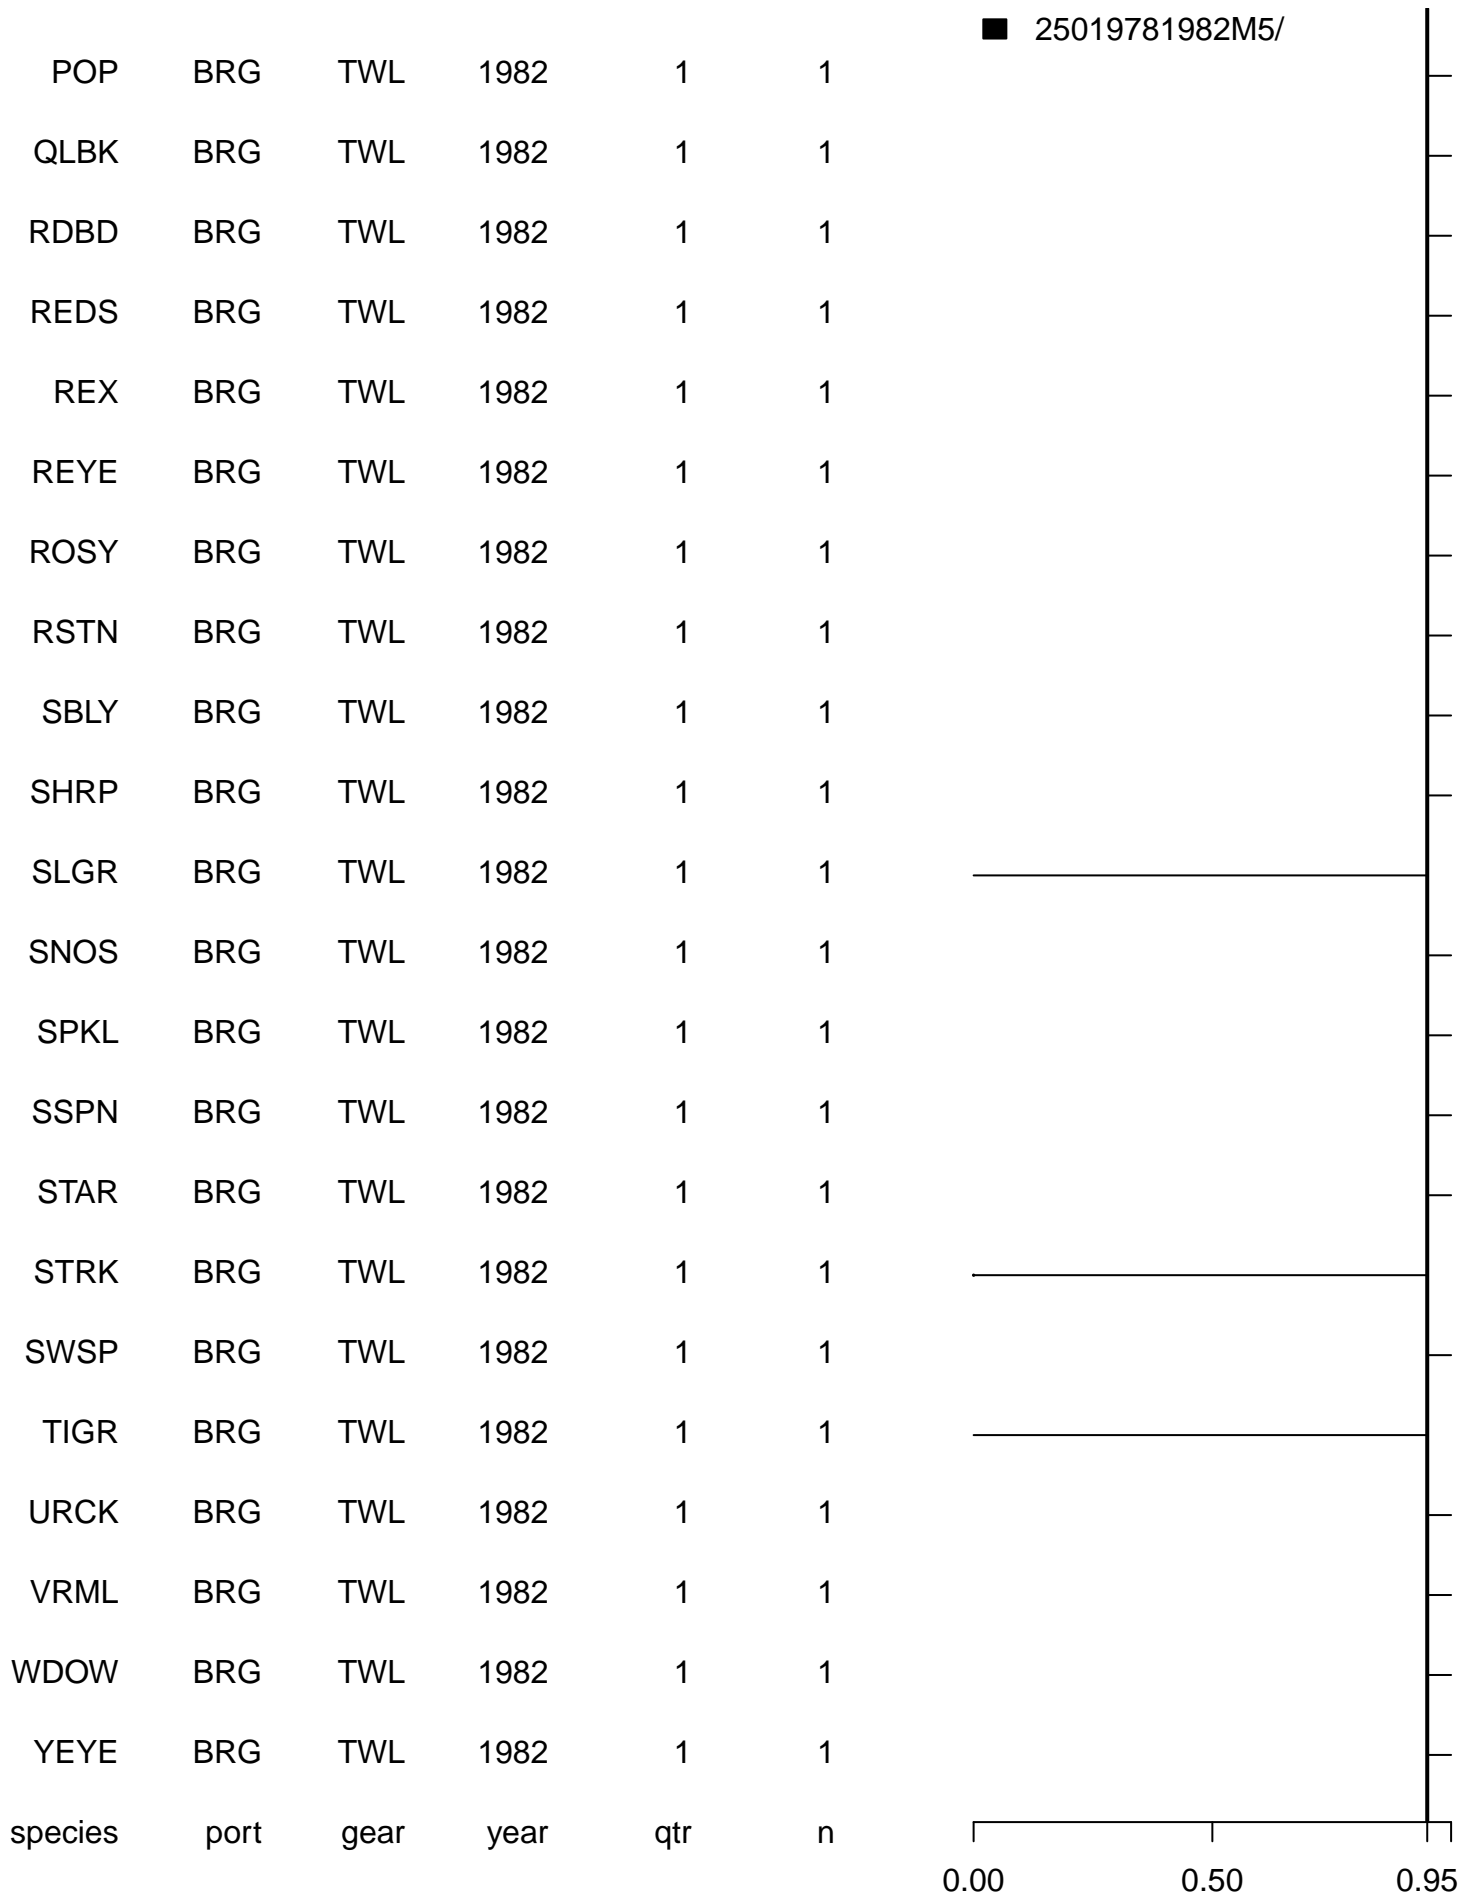 25019781982M5/
POP BRG TWL 1982 1 1
QLBK BRG TWL 1982 1 1
RDBD BRG TWL 1982 1 1
REDS BRG TWL 1982 1 1
REX BRG TWL 1982 1 1
REYE BRG TWL 1982 1 1
ROSY BRG TWL 1982 1 1
RSTN BRG TWL 1982 1 1
SBLY BRG TWL 1982 1 1
SHRP BRG TWL 1982 1 1
SLGR BRG TWL 1982 1 1
SNOS BRG TWL 1982 1 1
SPKL BRG TWL 1982 1 1
SSPN BRG TWL 1982 1 1
STAR BRG TWL 1982 1 1
STRK BRG TWL 1982 1 1
SWSP BRG TWL 1982 1 1
TIGR BRG TWL 1982 1 1
URCK BRG TWL 1982 1 1
VRML BRG TWL 1982 1 1
WDOW BRG TWL 1982 1 1
YEYE BRG TWL 1982 1 1
species port gear year qtr n
0.00 0.50 0.95